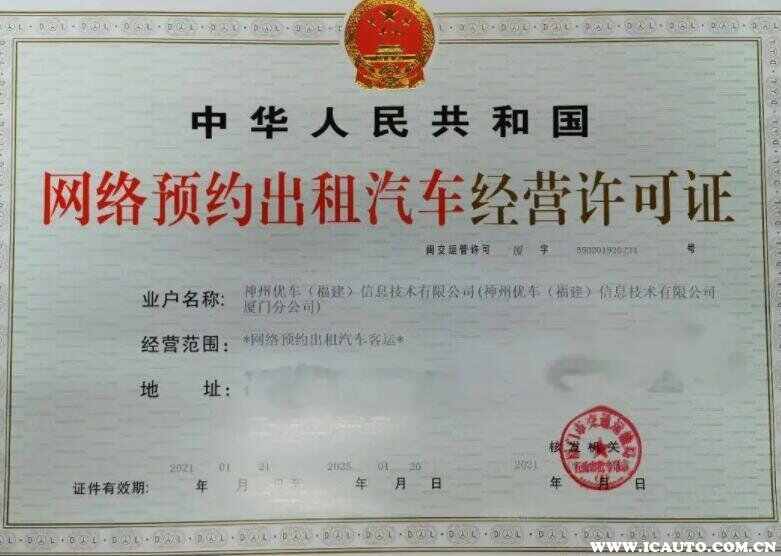 中华人民共和国
网络预约出租汽车经营许可证
闽交运管许可 厦 字 号
业户名称: 神州优车（福建）信息技术有限公司(神州优车（福建）信息技术有限公司
厦门分公司)
经营范围: *网络预约出租汽车客运*
地 址:
核发机关
证件有效期: 2021 年 01 月 21 日至 2025 年 01 月 20 日 2021 年 月 日
WWW.ICAUTO.COM.CN